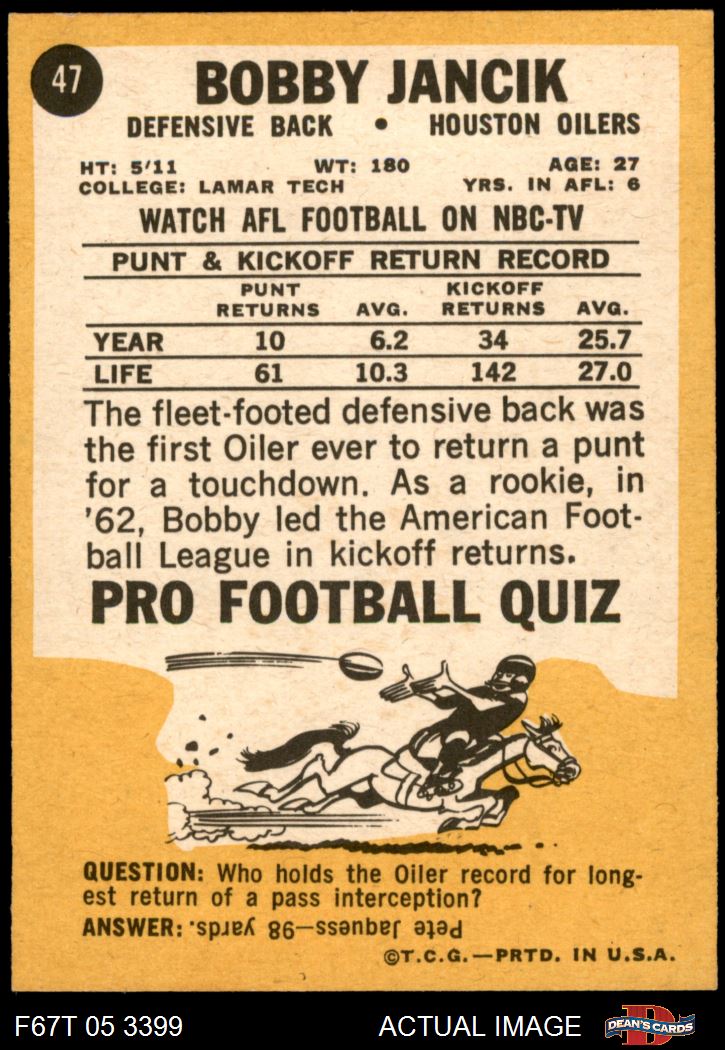 47
BOBBY JANCIK
DEFENSIVE BACK • HOUSTON OILERS
HT: 5'11 WT: 180 AGE: 27
COLLEGE: LAMAR TECH YRS. IN AFL: 6
WATCH AFL FOOTBALL ON NBC-TV
PUNT & KICKOFF RETURN RECORD
PUNT RETURNS AVG. KICKOFF RETURNS AVG.
YEAR 10 6.2 34 25.7
LIFE 61 10.3 142 27.0
The fleet-footed defensive back was
the first Oiler ever to return a punt
for a touchdown. As a rookie, in
'62, Bobby led the American Foot-
ball League in kickoff returns.
PRO FOOTBALL QUIZ
QUESTION: Who holds the Oiler record for long-
est return of a pass interception?
ANSWER: Pete Jaquess—98 yards.
©T.C.G.—PRTD. IN U.S.A.
F67T 05 3399 ACTUAL IMAGE
D
DEAN'S CARDS